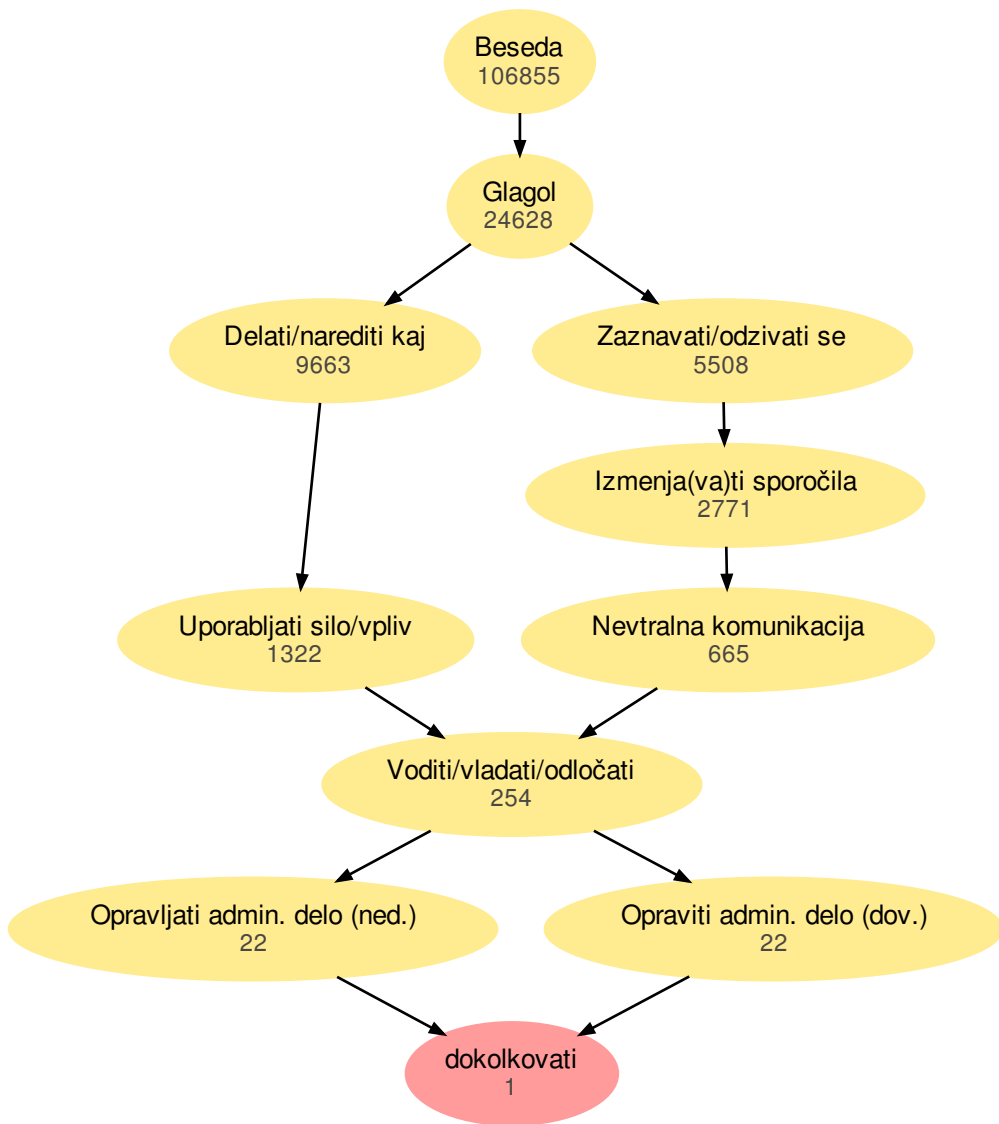 Beseda
106855
Glagol
24628
Delati/narediti kaj
9663
Zaznavati/odzivati se
5508
Izmenja(va)ti sporočila
2771
Uporabljati silo/vpliv
1322
Nevtralna komunikacija
665
Voditi/vladati/odločati
254
Opravljati admin. delo (ned.)
22
Opraviti admin. delo (dov.)
22
dokolkovati
1